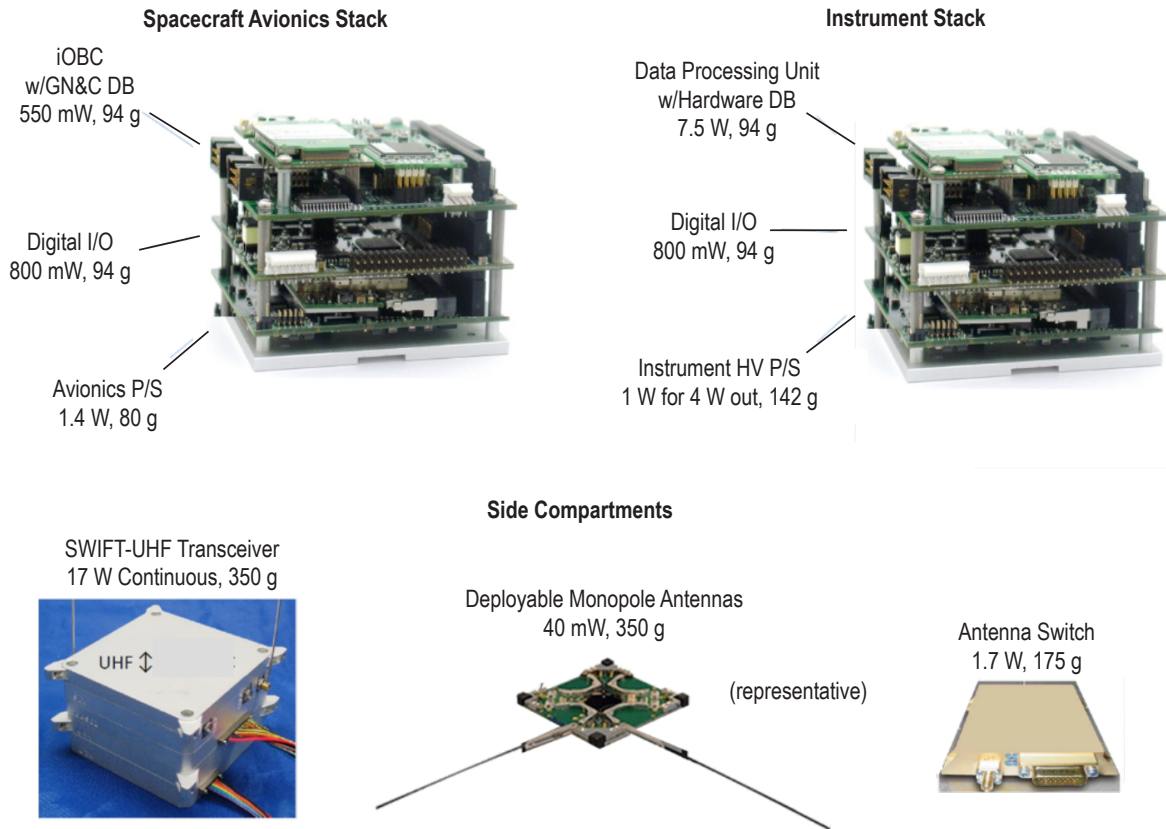 Spacecraft Avionics Stack
iOBC
w/GN&C DB
550 mW, 94 g
Digital I/O
800 mW, 94 g
Avionics P/S
1.4 W, 80 g
Instrument Stack
Data Processing Unit
w/Hardware DB
7.5 W, 94 g
Digital I/O
800 mW, 94 g
Instrument HV P/S
1 W for 4 W out, 142 g
Side Compartments
SWIFT-UHF Transceiver
17 W Continuous, 350 g
UHF ↕
Deployable Monopole Antennas
40 mW, 350 g
(representative)
Antenna Switch
1.7 W, 175 g